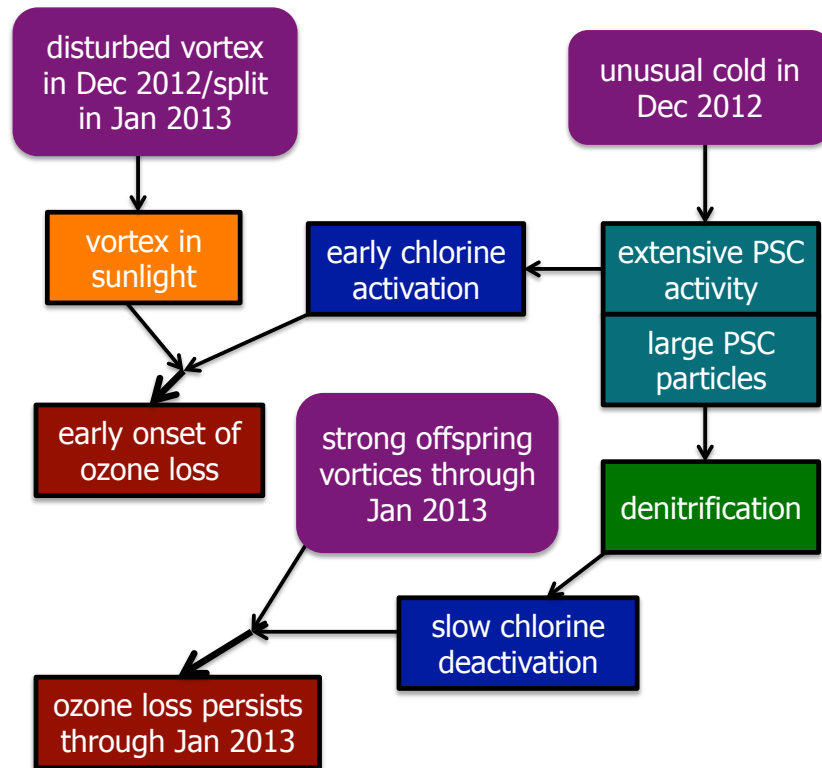 disturbed vortex
in Dec 2012/split
in Jan 2013
unusual cold in
Dec 2012
vortex in
sunlight
early chlorine
activation
extensive PSC
activity
large PSC
particles
early onset of
ozone loss
strong offspring
vortices through
Jan 2013
denitrification
slow chlorine
deactivation
ozone loss persists
through Jan 2013